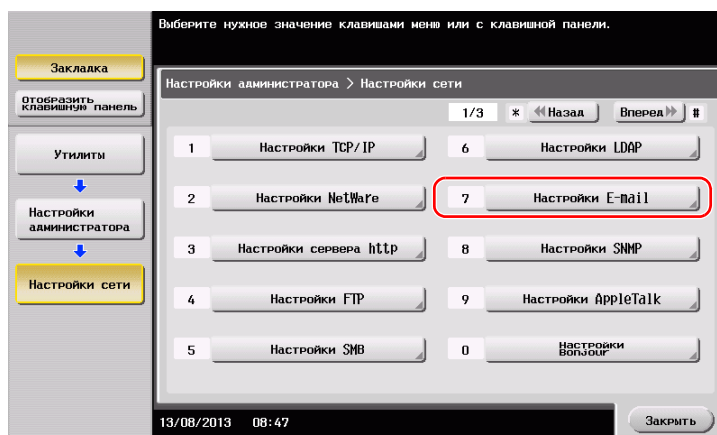 Выберите нужное значение клавишами меню или с клавишной панели.
Закладка
Отобразить
клавишную панель
Настройки администратора > Настройки сети
1/3 * Назад Вперед #
Утилиты
Настройки
администратора
Настройки сети
1 Настройки TCP/IP
6 Настройки LDAP
2 Настройки NetWare
7 Настройки E-mail
3 Настройки сервера http
8 Настройки SNMP
4 Настройки FTP
9 Настройки AppleTalk
5 Настройки SMB
0 Настройки
Bonjour
13/08/2013 08:47
Закрыть